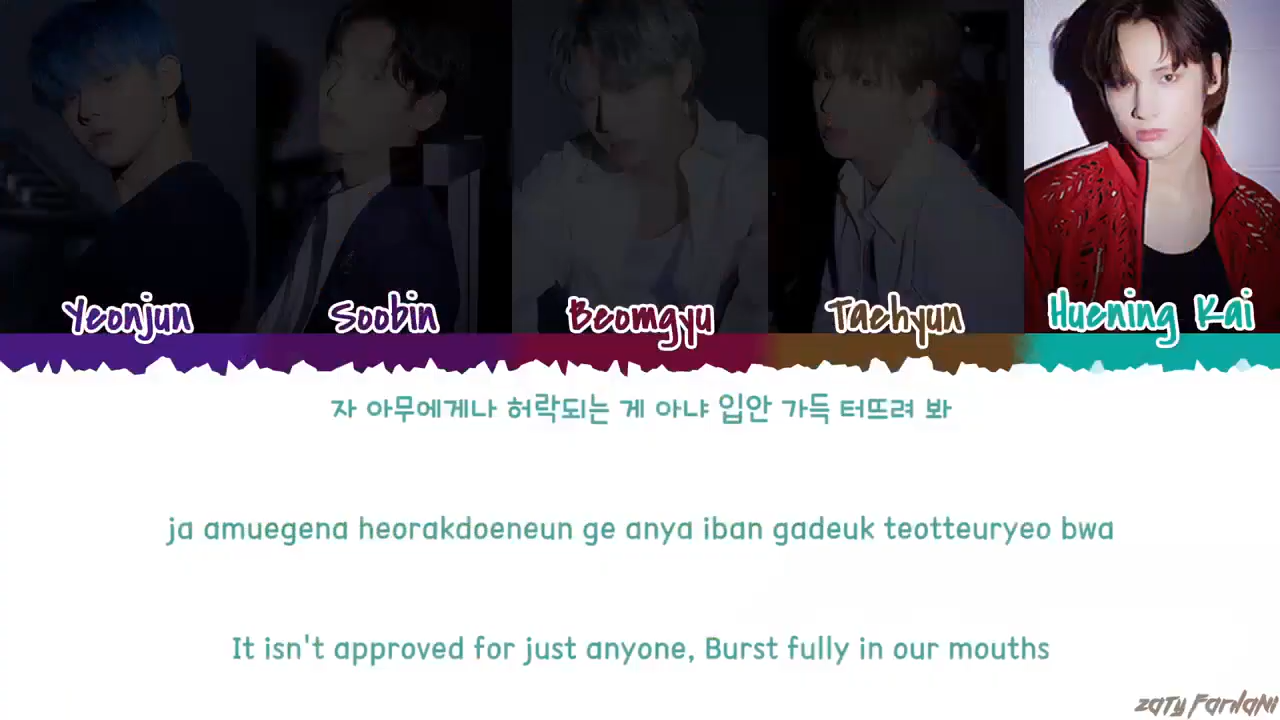 Yeonjun Soobin Beomgyu Taehyun Huening Kai
자 아무에게나 허락되는 게 아냐 입안 가득 터뜨려 봐
ja amuegena heorakdoeneun ge anya iban gadeuk teotteuryeo bwa
It isn't approved for just anyone, Burst fully in our mouths
Zaty Farhani